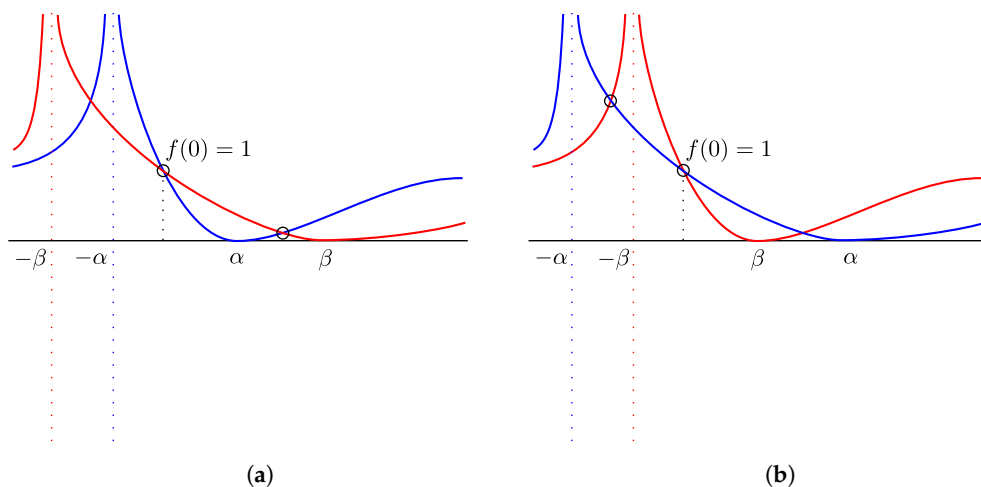 f(0) = 1
−β −α α β
(a)
f(0) = 1
−α −β β α
(b)